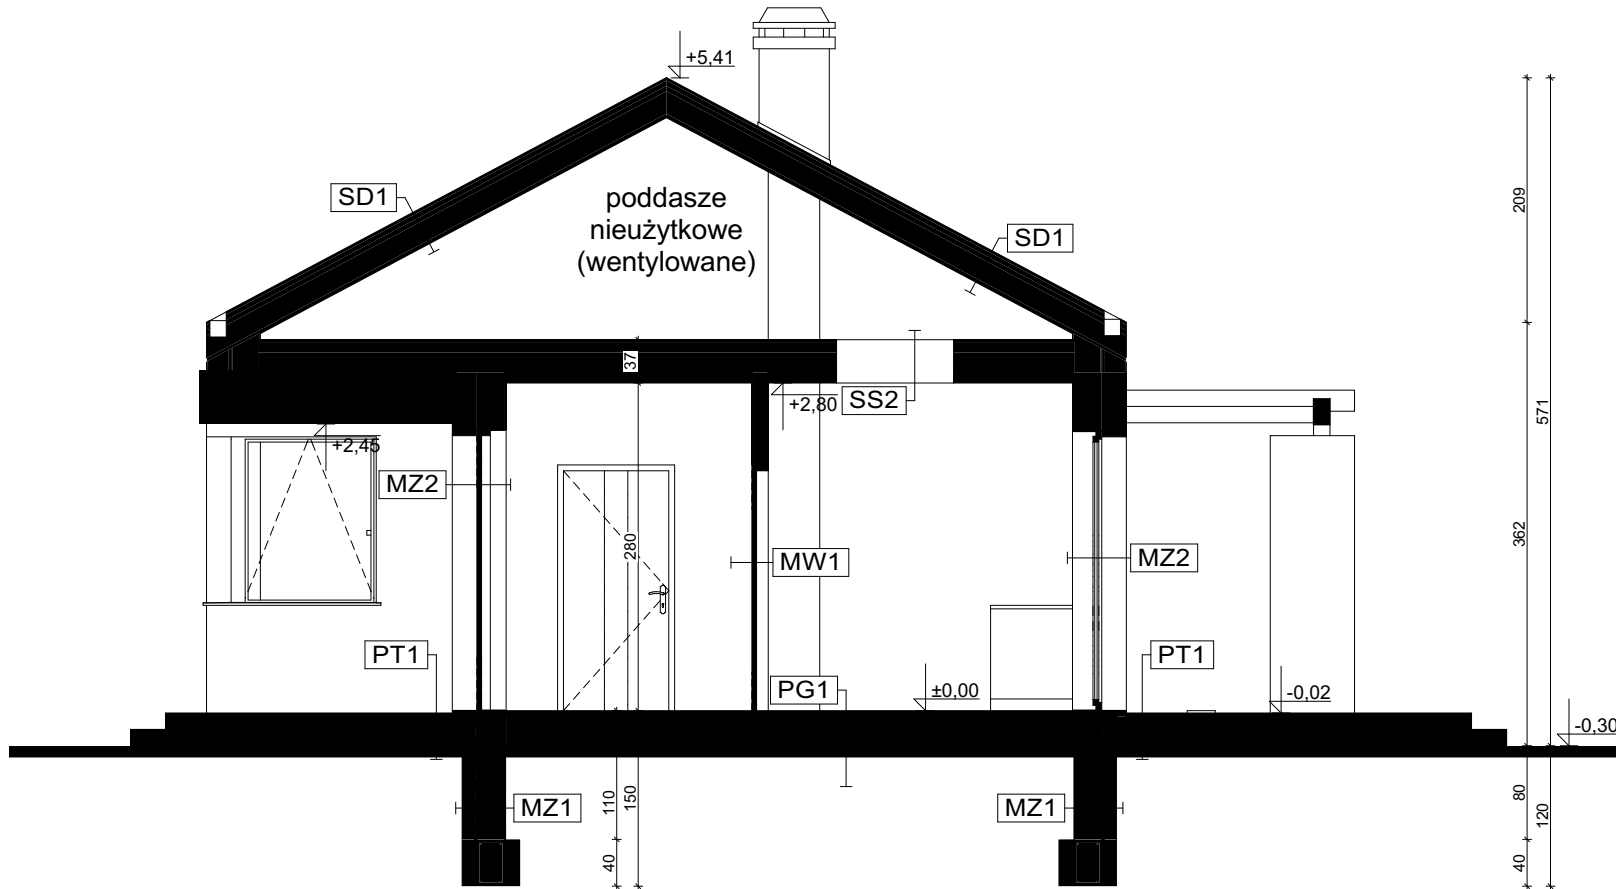 +5,41
SD1
poddasze
nieużytkowe
(wentylowane)
SD1
209
37
+2,80
SS2
571
+2,45
MZ2
280
MW1
MZ2
362
PT1
PG1
±0,00
PT1
-0,02
-0,30
110
150
MZ1
MZ1
80
120
40
40